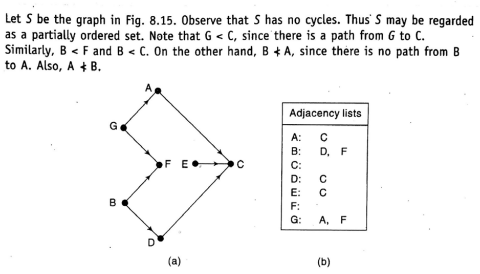 Let S be the graph in Fig. 8.15. Observe that S has no cycles. Thus S may be regarded
as a partially ordered set. Note that G < C, since there is a path from G to C.
Similarly, B < F and B < C. On the other hand, B ≮ A, since there is no path from B
to A. Also, A ≮ B.
A
G
F E C
B
D
(a)
Adjacency lists
A: C
B: D, F
C:
D: C
E: C
F:
G: A, F
(b)